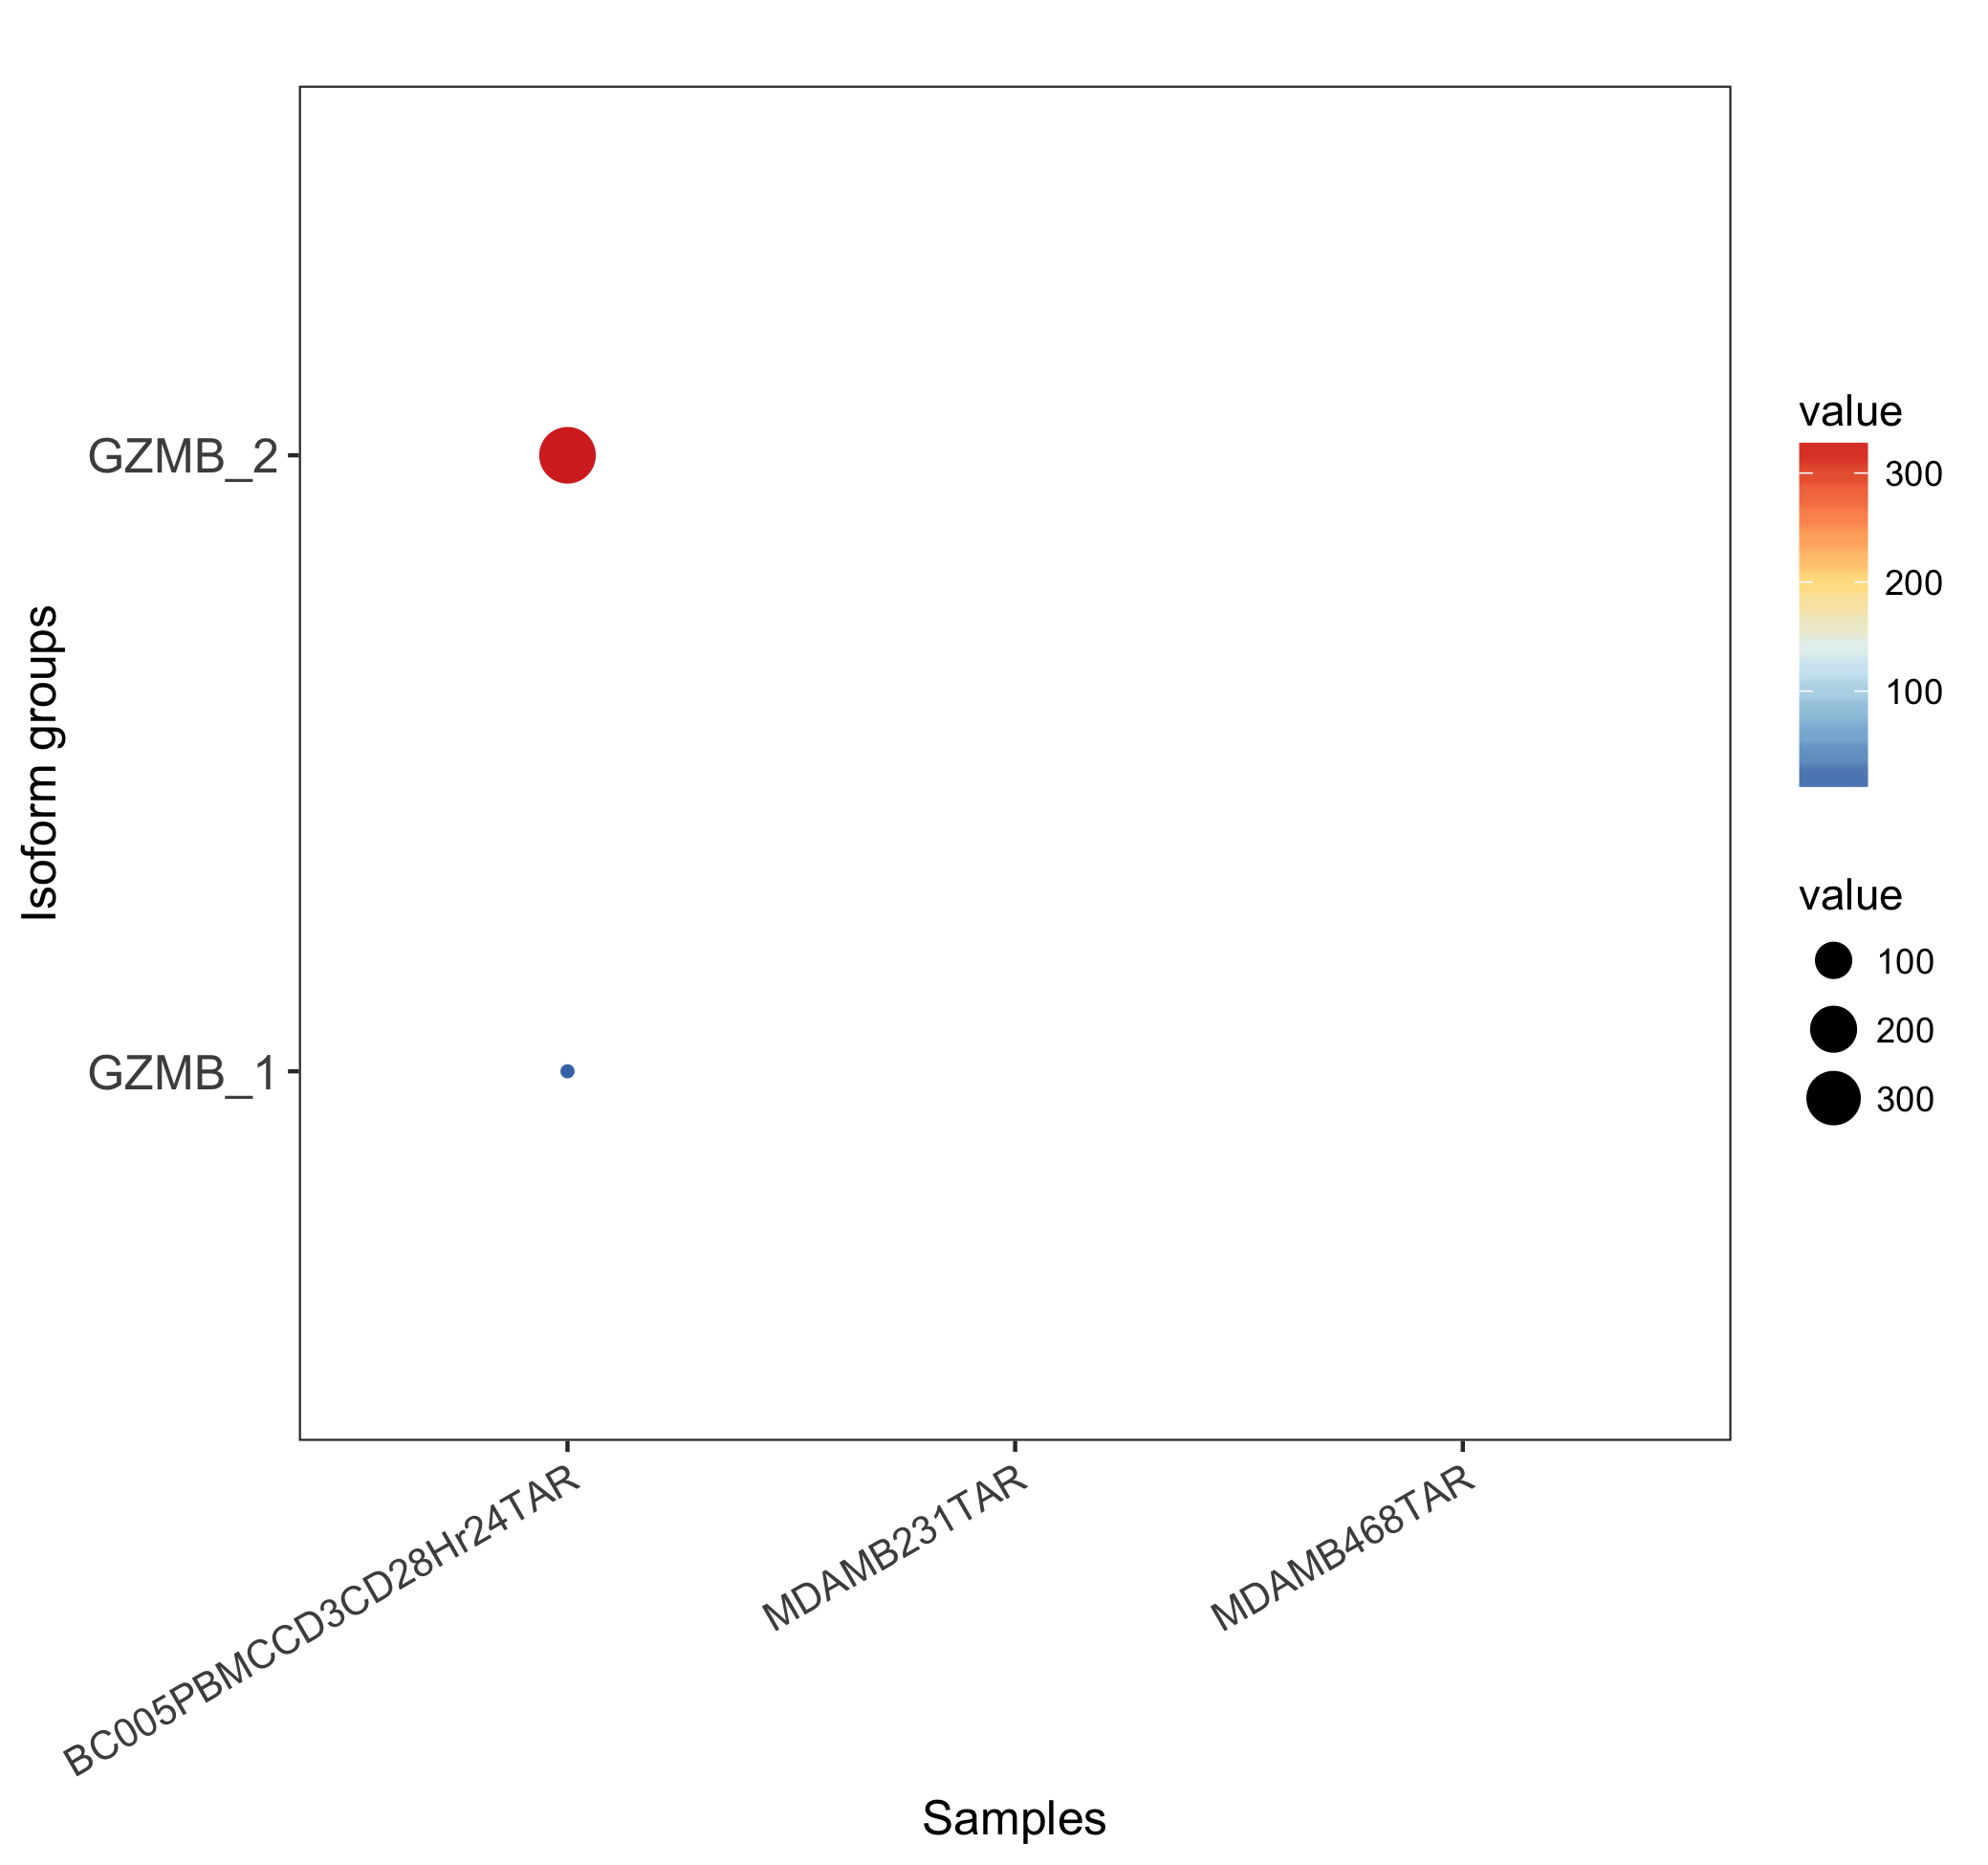 Isoform groups
GZMB_2
GZMB_1
BC005PBMCCD3CD28Hr24TAR
MDAMB231TAR
MDAMB468TAR
Samples
value
300
200
100
value
100
200
300